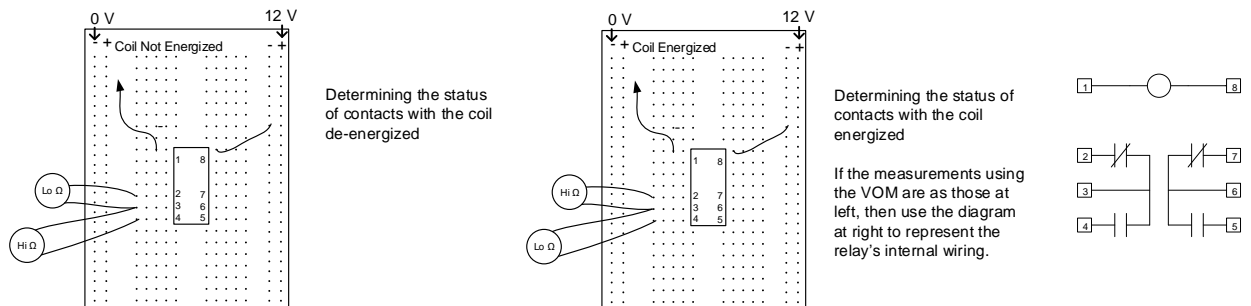 0 V
12 V
- + Coil Not Energized - +
1 8
2 7
3 6
4 5
Lo Ω
Hi Ω
Determining the status
of contacts with the coil
de-energized
0 V
12 V
- + Coil Energized - +
1 8
2 7
3 6
4 5
Hi Ω
Lo Ω
Determining the status of
contacts with the coil
energized
If the measurements using
the VOM are as those at
left, then use the diagram
at right to represent the
relay's internal wiring.
1 8
2 7
3 6
4 5